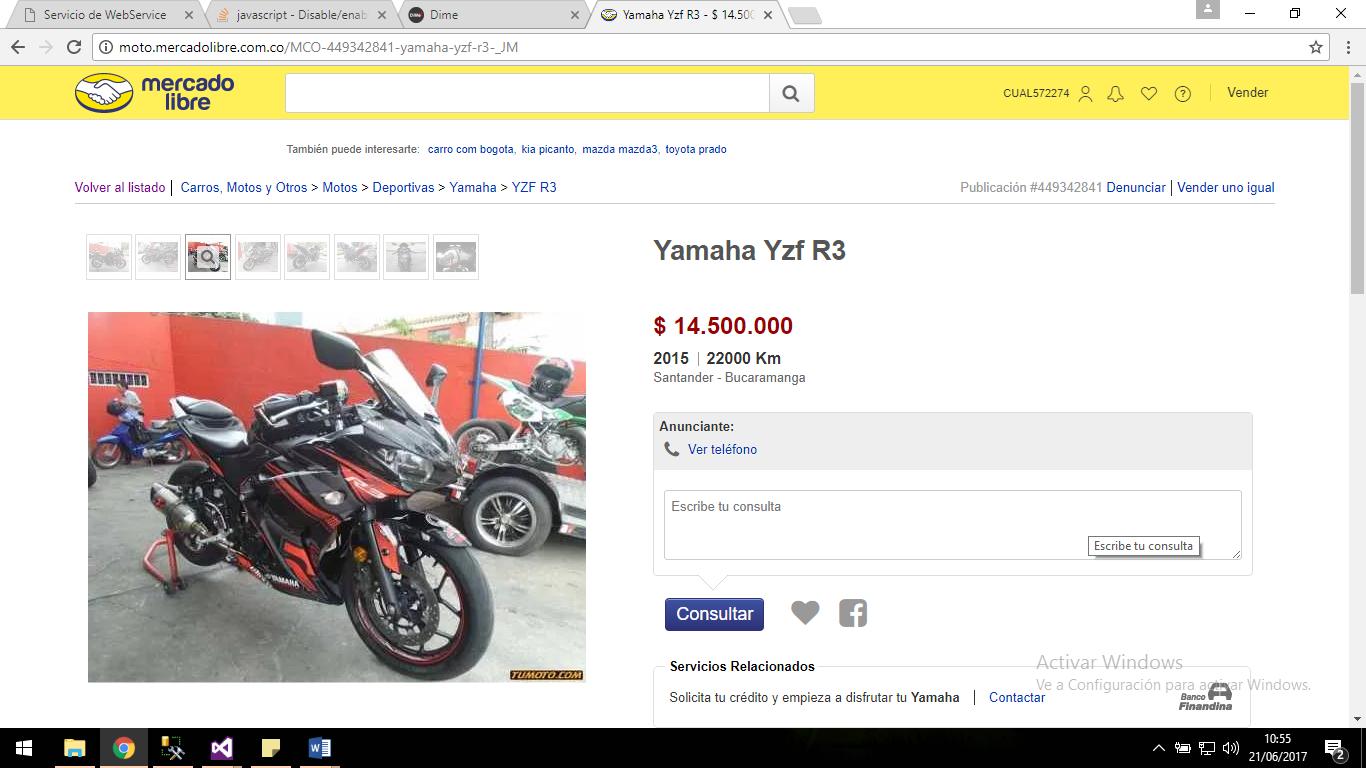 Servicio de WebService
javascript - Disable/enab
Dime
Yamaha Yzf R3 - $ 14.500
moto.mercadolibre.com.co/MCO-449342841-yamaha-yzf-r3-_JM
mercado
libre
CUAL572274
Vender
También puede interesarte: carro com bogota, kia picanto, mazda mazda3, toyota prado
Volver al listado | Carros, Motos y Otros > Motos > Deportivas > Yamaha > YZF R3
Publicación #449342841 Denunciar | Vender uno igual
Yamaha Yzf R3
$ 14.500.000
2015 | 22000 Km
Santander - Bucaramanga
Anunciante:
Ver teléfono
Escribe tu consulta
Escribe tu consulta
Consultar
YAMAHA
TUMOTO.COM
Servicios Relacionados
Solicita tu crédito y empieza a disfrutar tu Yamaha | Contactar
Banco
Finandina
Activar Windows
Ve a Configuración para activar Windows.
10:55
21/06/2017
2